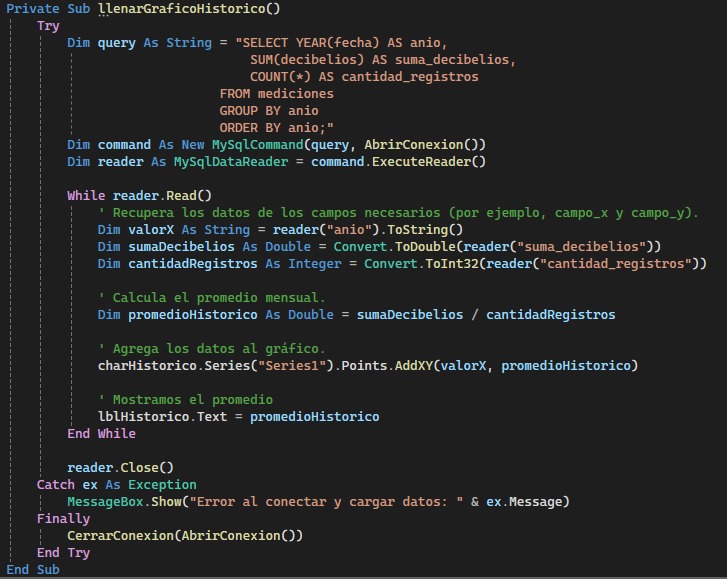 Private Sub llenarGraficoHistorico()
    Try
        Dim query As String = "SELECT YEAR(fecha) AS anio,
                                SUM(decibelios) AS suma_decibelios,
                                COUNT(*) AS cantidad_registros
                            FROM mediciones
                            GROUP BY anio
                            ORDER BY anio;"
        Dim command As New MySqlCommand(query, AbrirConexion())
        Dim reader As MySqlDataReader = command.ExecuteReader()

        While reader.Read()
            ' Recupera los datos de los campos necesarios (por ejemplo, campo_x y campo_y).
            Dim valorX As String = reader("anio").ToString()
            Dim sumaDecibelios As Double = Convert.ToDouble(reader("suma_decibelios"))
            Dim cantidadRegistros As Integer = Convert.ToInt32(reader("cantidad_registros"))

            ' Calcula el promedio mensual.
            Dim promedioHistorico As Double = sumaDecibelios / cantidadRegistros

            ' Agrega los datos al gráfico.
            charHistorico.Series("Series1").Points.AddXY(valorX, promedioHistorico)

            ' Mostramos el promedio
            lblHistorico.Text = promedioHistorico
        End While

        reader.Close()
    Catch ex As Exception
        MessageBox.Show("Error al conectar y cargar datos: " & ex.Message)
    Finally
        CerrarConexion(AbrirConexion())
    End Try
End Sub